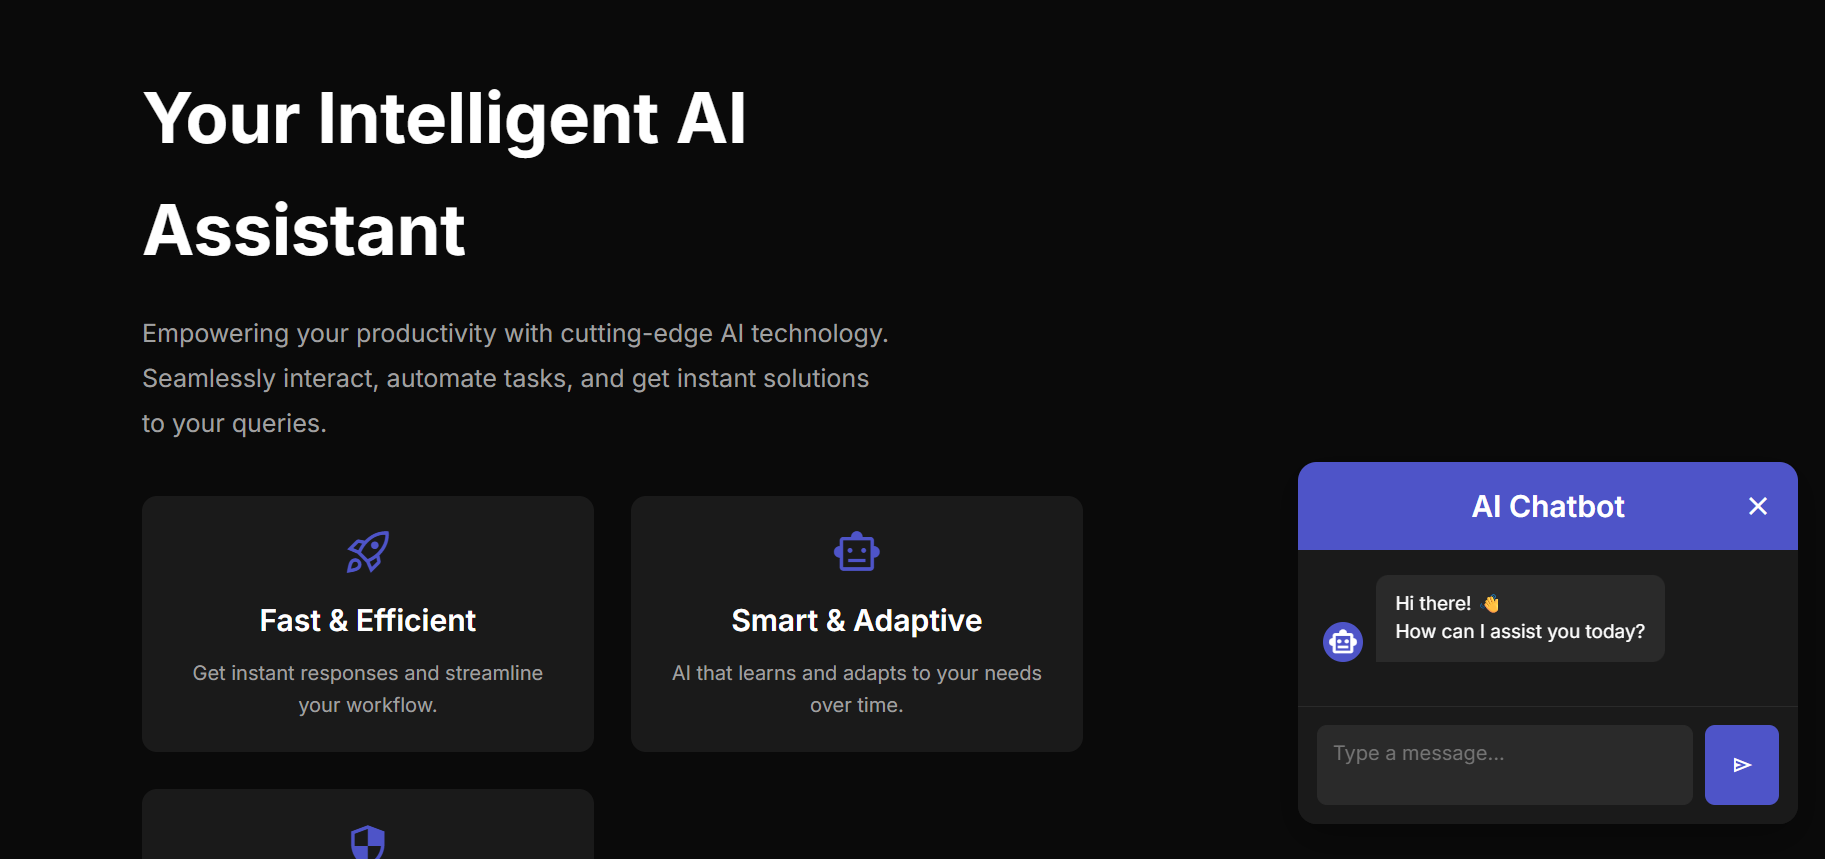 Your Intelligent AI
Assistant
Empowering your productivity with cutting-edge AI technology.
Seamlessly interact, automate tasks, and get instant solutions
to your queries.
Fast & Efficient
Get instant responses and streamline
your workflow.
Smart & Adaptive
AI that learns and adapts to your needs
over time.
AI Chatbot
Hi there! 👋
How can I assist you today?
Type a message...